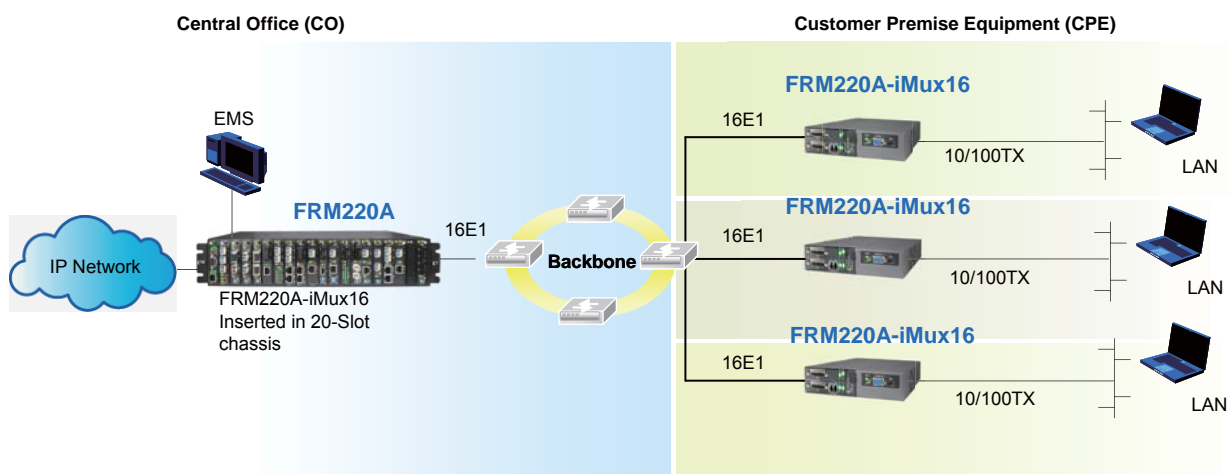 Central Office (CO)
Customer Premise Equipment (CPE)
EMS
FRM220A
IP Network
FRM220A-iMux16
Inserted in 20-Slot
chassis
16E1
Backbone
FRM220A-iMux16
16E1
10/100TX
LAN
FRM220A-iMux16
16E1
10/100TX
LAN
FRM220A-iMux16
16E1
10/100TX
LAN